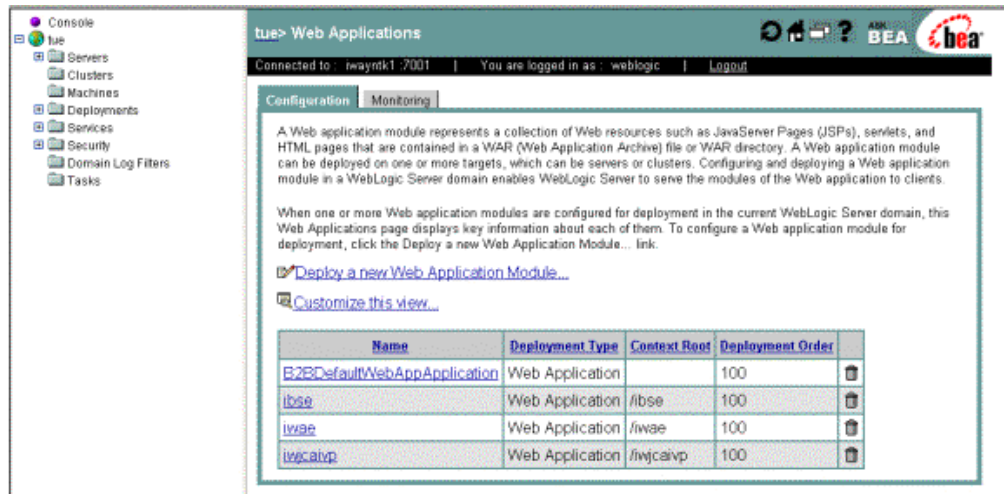 Console
tue
Servers
Clusters
Machines
Deployments
Services
Security
Domain Log Filters
Tasks
tue> Web Applications
? ASK BEA bea
Connected to : iwayntk1 :7001 | You are logged in as : weblogic | Logout
Configuration Monitoring
A Web application module represents a collection of Web resources such as JavaServer Pages (JSPs), servlets, and
HTML pages that are contained in a WAR (Web Application Archive) file or WAR directory. A Web application module
can be deployed on one or more targets, which can be servers or clusters. Configuring and deploying a Web application
module in a WebLogic Server domain enables WebLogic Server to serve the modules of the Web application to clients.
When one or more Web application modules are configured for deployment in the current WebLogic Server domain, this
Web Applications page displays key information about each of them. To configure a Web application module for
deployment, click the Deploy a new Web Application Module... link.
Deploy a new Web Application Module...
Customize this view...
Name Deployment Type Context Root Deployment Order
B2BDefaultWebAppApplication Web Application 100
ibse Web Application /ibse 100
iwae Web Application /iwae 100
iwjcaivp Web Application /iwjcaivp 100